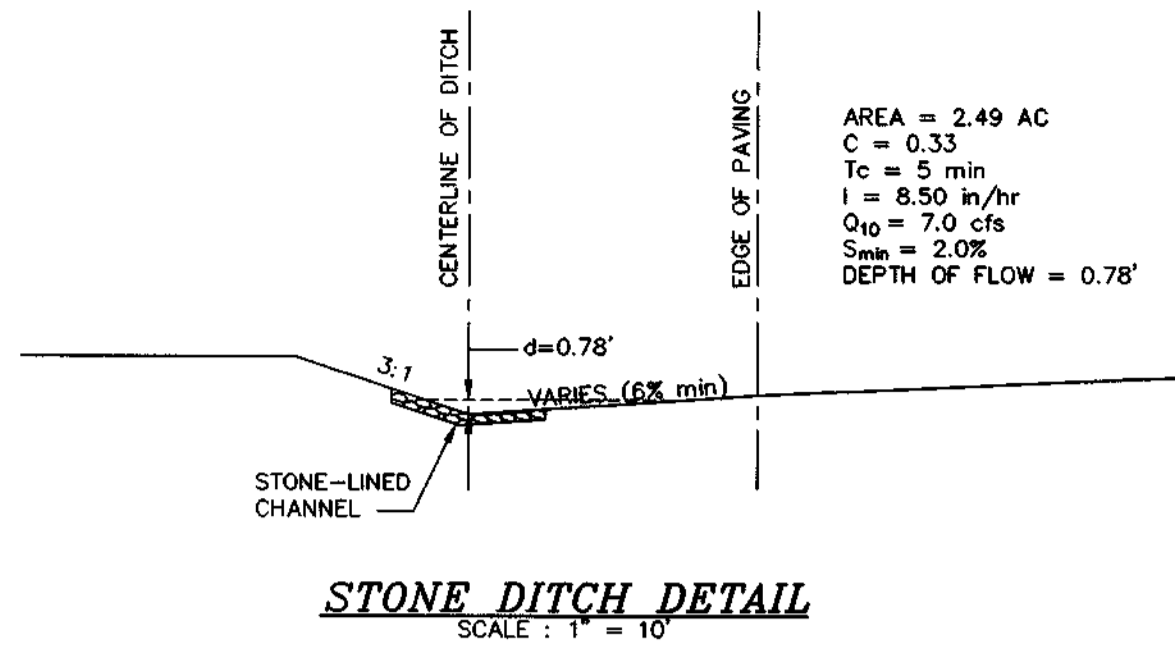 CENTERLINE OF DITCH
EDGE OF PAVING
AREA = 2.49 AC
C = 0.33
Tc = 5 min
I = 8.50 in/hr
Q10 = 7.0 cfs
Smin = 2.0%
DEPTH OF FLOW = 0.78'
d=0.78'
3:1
VARIES (6% min)
STONE-LINED
CHANNEL
STONE DITCH DETAIL
SCALE : 1" = 10'